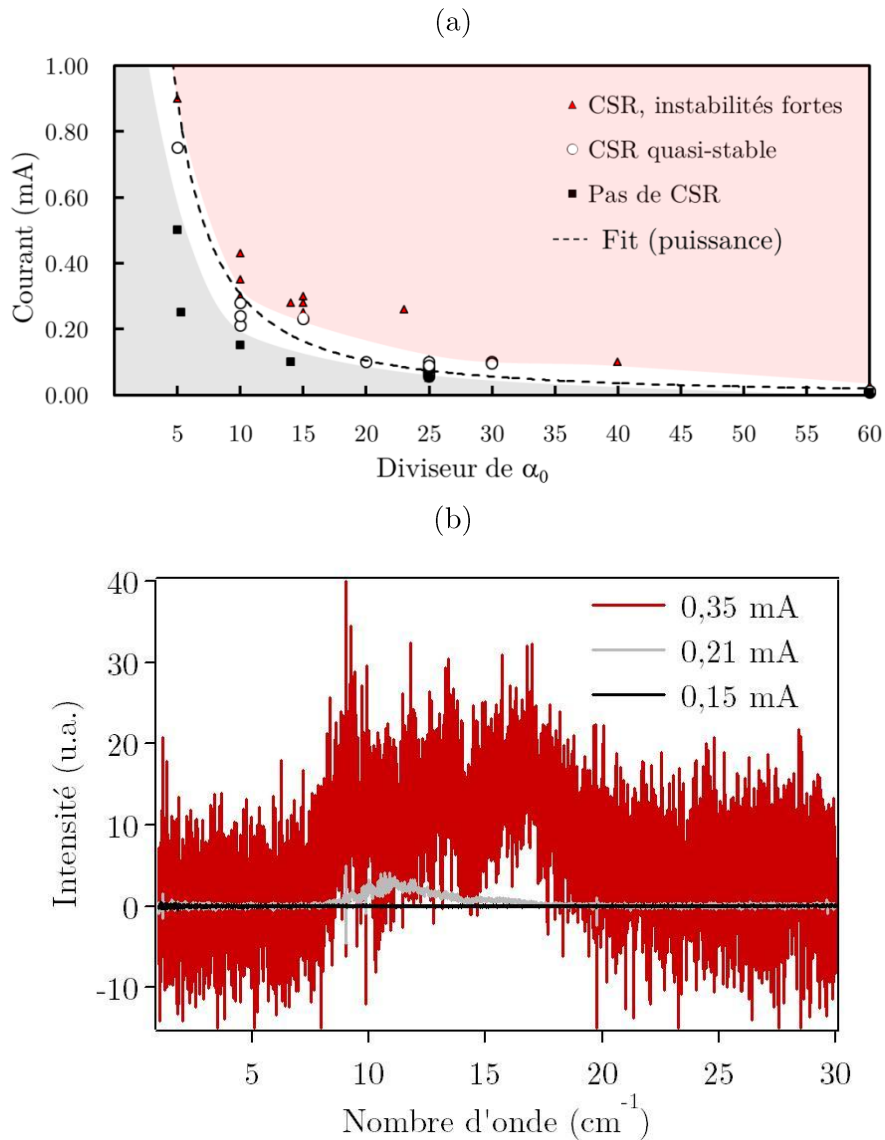 (a)
1.00
0.80
0.60
0.40
0.20
0.00
Courant (mA)
CSR, instabilités fortes
CSR quasi-stable
Pas de CSR
Fit (puissance)
5 10 15 20 25 30 35 40 45 50 55 60
Diviseur de α₀
(b)
40
30
20
10
0
-10
Intensité (u.a.)
0,35 mA
0,21 mA
0,15 mA
5 10 15 20 25 30
Nombre d'onde (cm⁻¹)